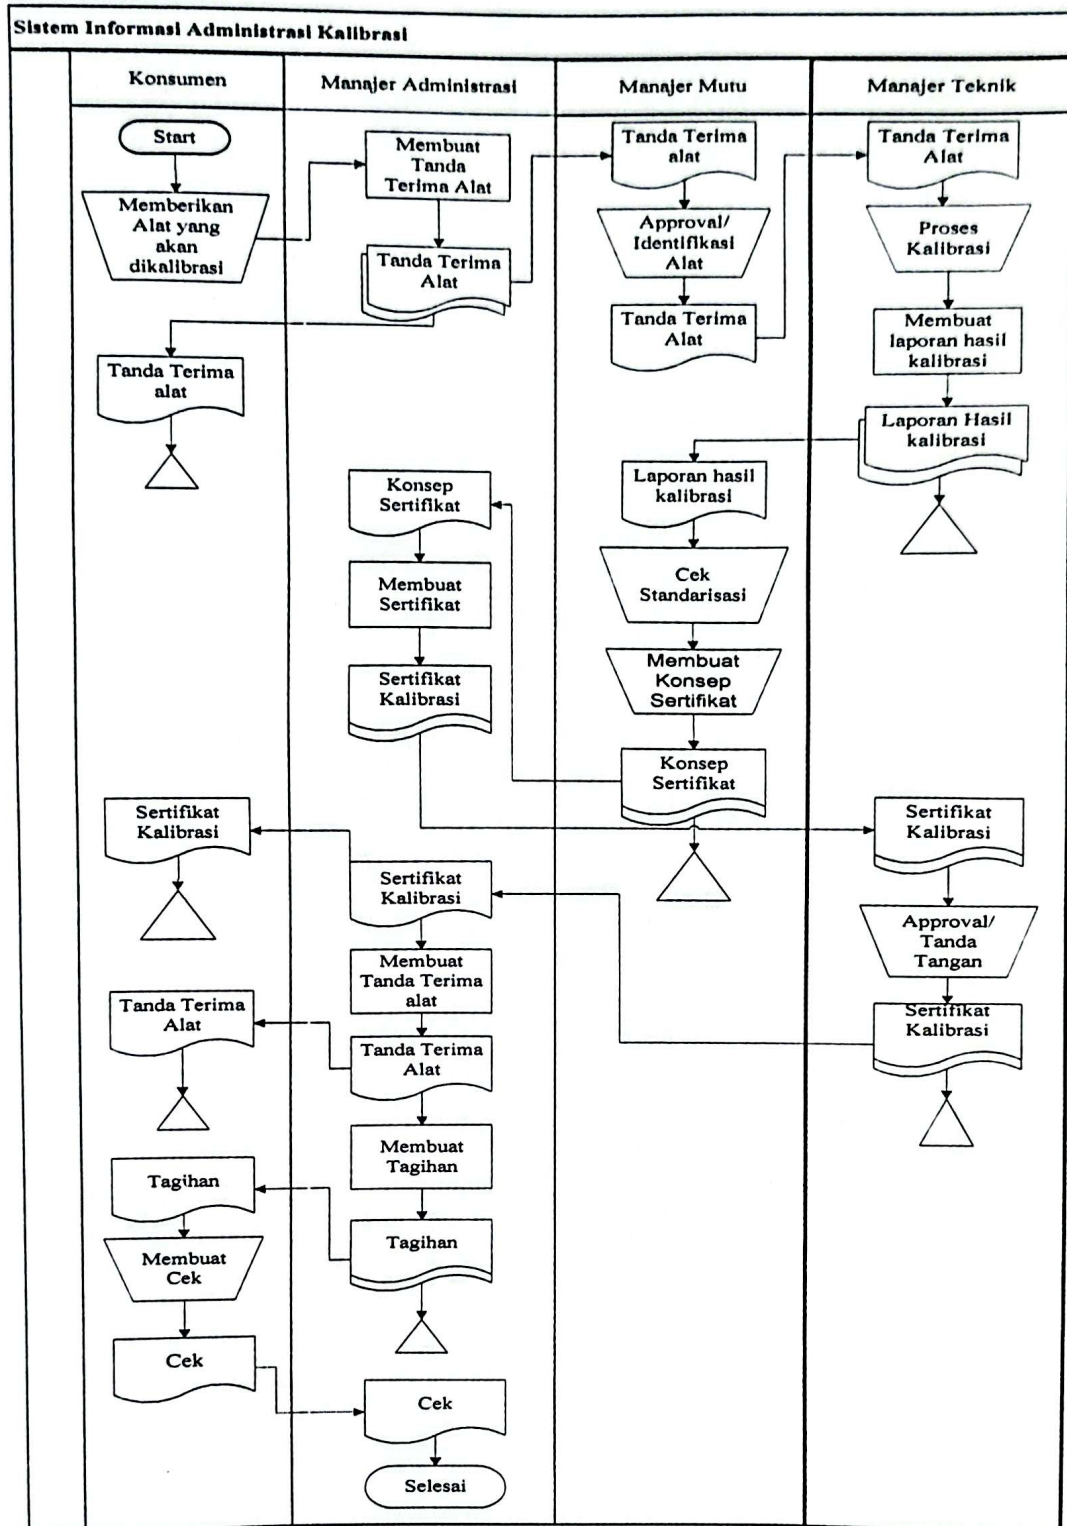 Sistem Informasi Administrasi Kalibrasi
Konsumen
Manajer Administrasi
Manajer Mutu
Manajer Teknik
Start
Memberikan
Alat yang
akan
dikalibrasi
Membuat
Tanda
Terima Alat
Tanda Terima
Alat
Tanda Terima
alat
Approval/
Identifikasi
Alat
Tanda Terima
Alat
Tanda Terima
Alat
Proses
Kalibrasi
Membuat
laporan hasil
kalibrasi
Laporan Hasil
kalibrasi
Tanda Terima
alat
Laporan hasil
kalibrasi
Cek
Standarisasi
Membuat
Konsep
Sertifikat
Konsep
Sertifikat
Konsep
Sertifikat
Membuat
Sertifikat
Sertifikat
Kalibrasi
Sertifikat
Kalibrasi
Approval/
Tanda
Tangan
Sertifikat
Kalibrasi
Sertifikat
Kalibrasi
Sertifikat
Kalibrasi
Membuat
Tanda Terima
alat
Tanda Terima
Alat
Tanda Terima
Alat
Membuat
Tagihan
Tagihan
Tagihan
Membuat
Cek
Cek
Cek
Selesai